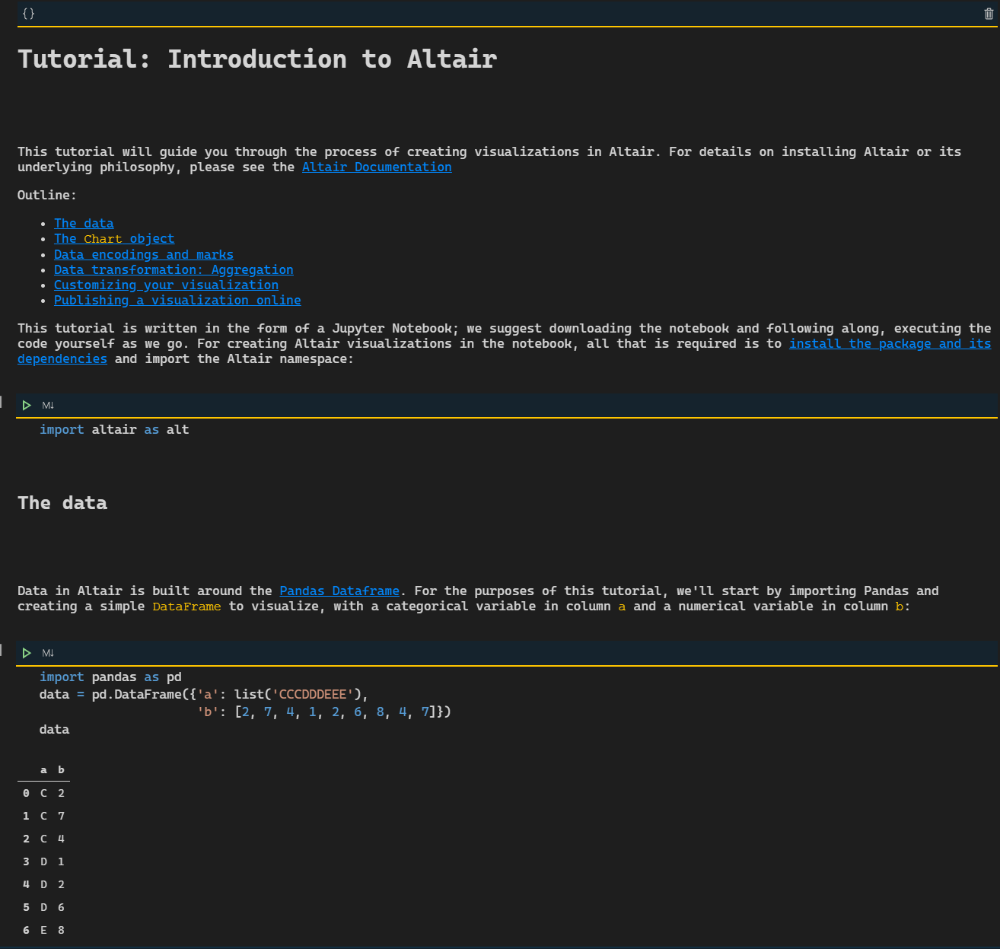 {}
Tutorial: Introduction to Altair
This tutorial will guide you through the process of creating visualizations in Altair. For details on installing Altair or its
underlying philosophy, please see the Altair Documentation
Outline:
• The data
• The Chart object
• Data encodings and marks
• Data transformation: Aggregation
• Customizing your visualization
• Publishing a visualization online
This tutorial is written in the form of a Jupyter Notebook; we suggest downloading the notebook and following along, executing the
code yourself as we go. For creating Altair visualizations in the notebook, all that is required is to install the package and its
dependencies and import the Altair namespace:
] M↓
import altair as alt
The data
Data in Altair is built around the Pandas Dataframe. For the purposes of this tutorial, we'll start by importing Pandas and
creating a simple DataFrame to visualize, with a categorical variable in column a and a numerical variable in column b:
] M↓
import pandas as pd
data = pd.DataFrame({'a': list('CCCDDDEEE'),
'b': [2, 7, 4, 1, 2, 6, 8, 4, 7]})
data
a b
0 C 2
1 C 7
2 C 4
3 D 1
4 D 2
5 D 6
6 E 8